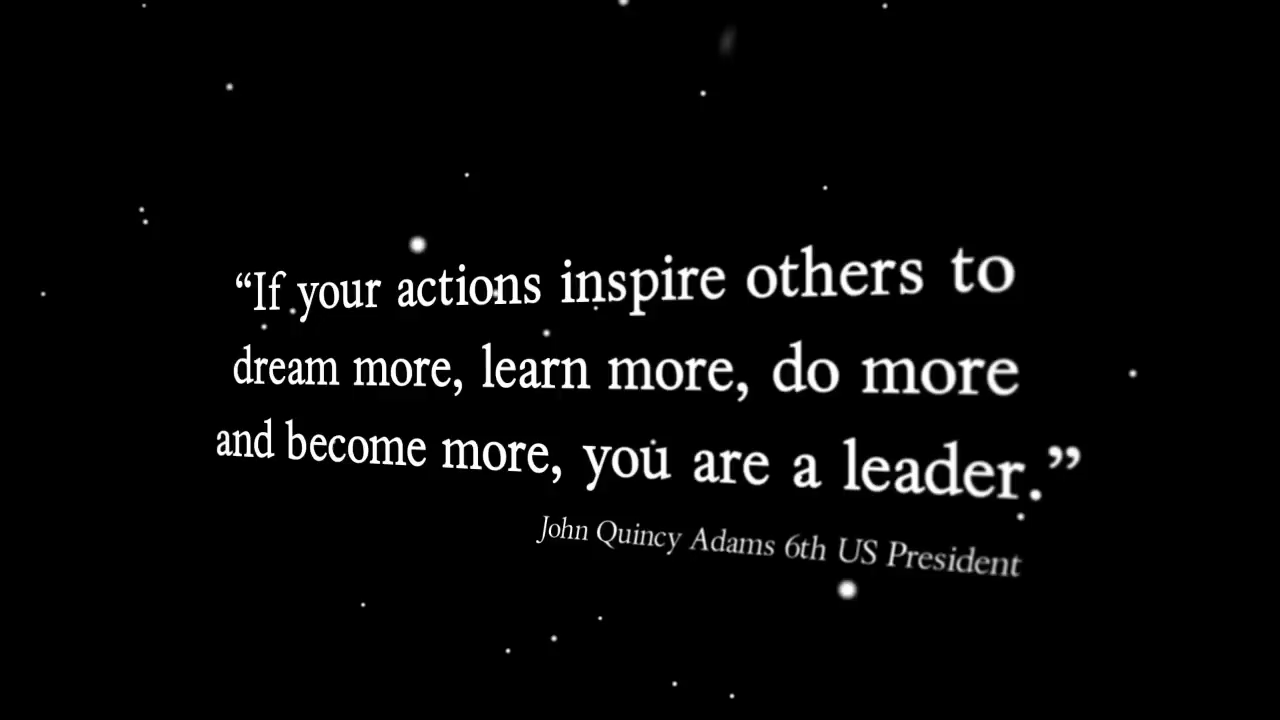 “If your actions inspire others to
dream more, learn more, do more
and become more, you are a leader.”
John Quincy Adams 6th US President